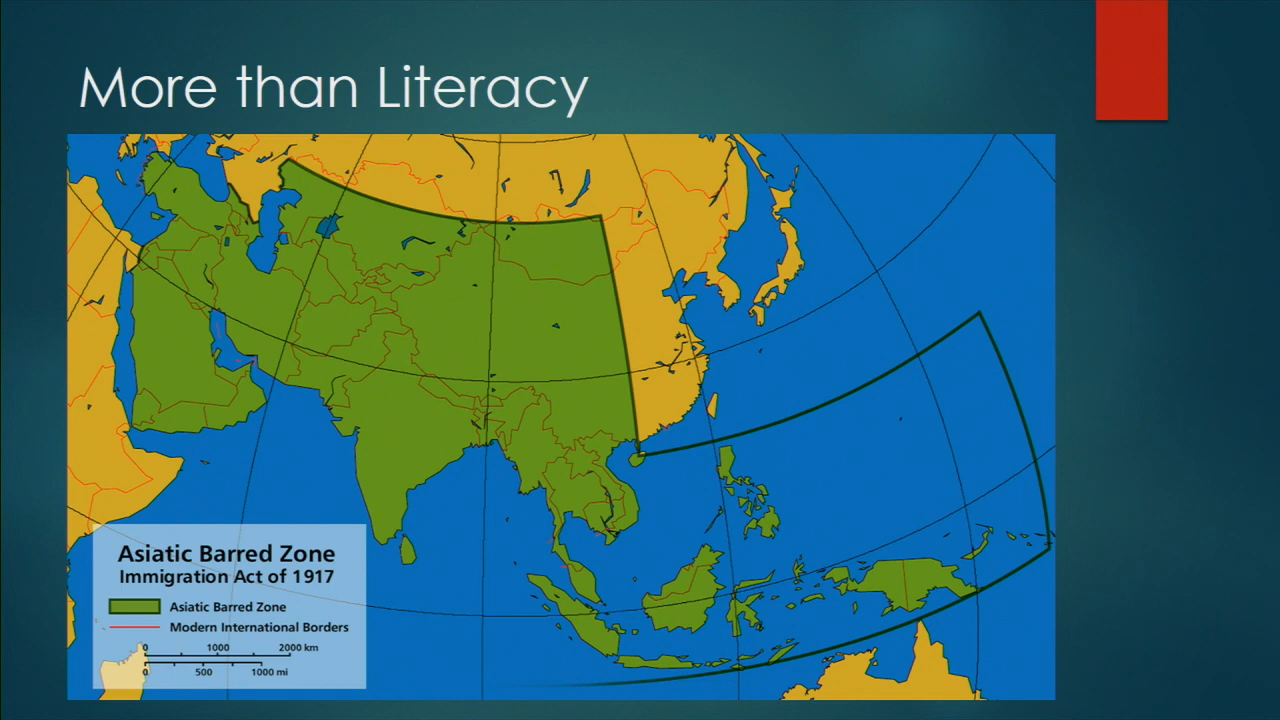 More than Literacy
Asiatic Barred Zone
Immigration Act of 1917
Asiatic Barred Zone
Modern International Borders
0 1000 2000 km
0 500 1000 mi